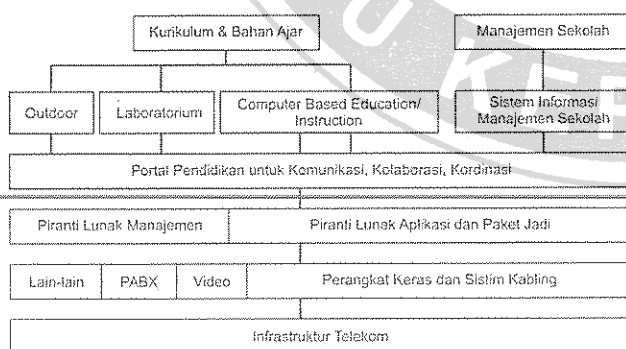 Kurikulum & Bahan Ajar
Manajemen Sekolah
Outdoor
Laboratorium
Computer Based Education/
Instruction
Sistem Informasi
Manajemen Sekolah
Portal Pendidikan untuk Komunikasi, Kolaborasi, Kordinasi
Piranti Lunak Manajemen
Piranti Lunak Aplikasi dan Paket Jadi
Lain-lain
PABX
Video
Perangkat Keras dan Sistim Kabling
Infrastruktur Telekom
U KEP